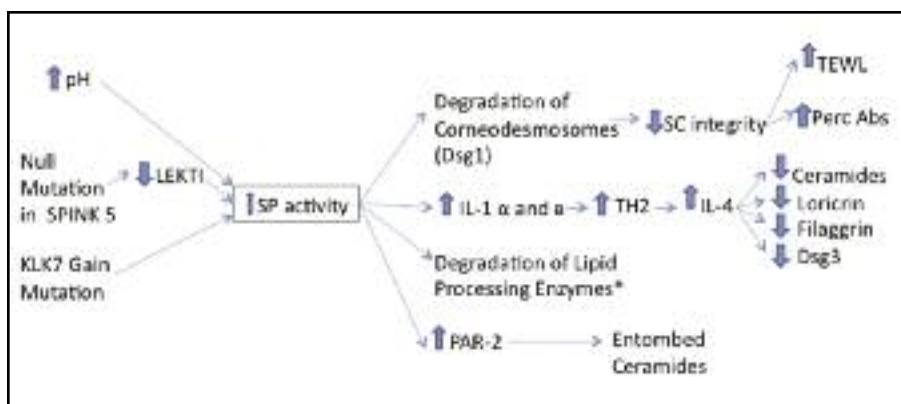 pH
Null
Mutation
in SPINK 5
LEKTI
KLK7 Gain
Mutation
SP activity
Degradation of
Corneodesmosomes
(Dsg1)
SC integrity
TEWL
Perc Abs
IL-1 α and
TH2
IL-4
Ceramides
Loricrin
Filaggrin
Dsg3
Degradation of Lipid
Processing Enzymes*
PAR-2
Entombed
Ceramides